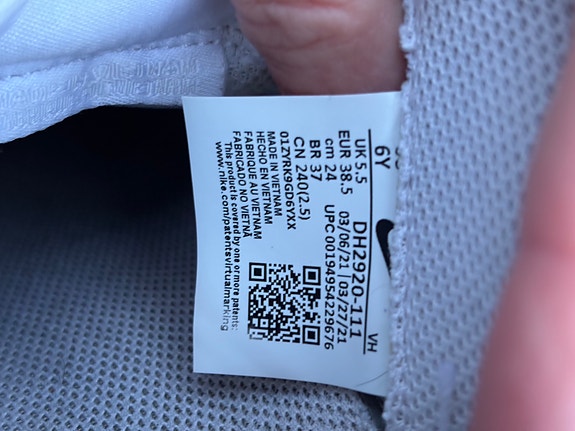 6Y
UK 5.5
EUR 38.5
cm 24
BR 37
CN 240(2.5)
DH2920-111
VH
03/06/21 | 03/27/21
UPC 00194954229676
01ZYRK9GD6YXX
MADE IN VIETNAM
HECHO EN VIETNAM
FABRIQUE AU VIETNAM
FABRICADO NO VIETNÃ
This product is covered by one or more patents:
www.nike.com/patentsvirtualmarking